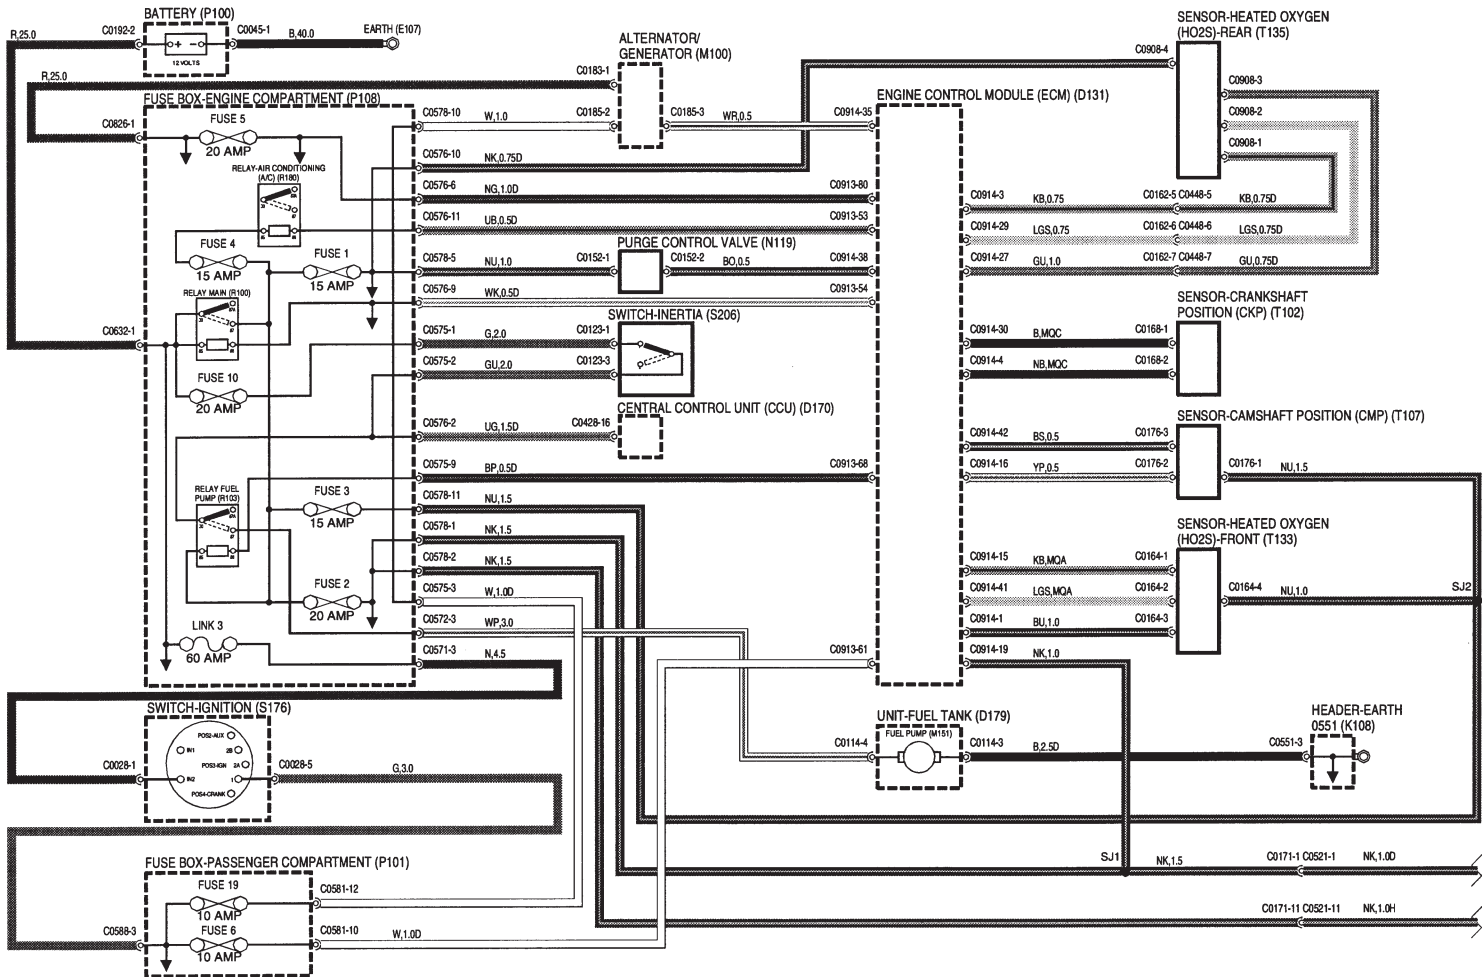 BATTERY (P100)
R,25.0
C0192-2
C0045-1
B,40.0
EARTH (E107)
12 VOLTS
R,25.0
ALTERNATOR/
GENERATOR (M100)
C0183-1
C0185-2
C0185-3
WR,0.5
C0914-35
FUSE BOX-ENGINE COMPARTMENT (P108)
C0826-1
FUSE 5
20 AMP
RELAY-AIR CONDITIONING
(A/C) (R180)
FUSE 4
15 AMP
FUSE 1
15 AMP
RELAY MAIN (R100)
C0632-1
FUSE 10
20 AMP
RELAY FUEL
PUMP (R103)
FUSE 3
15 AMP
FUSE 2
20 AMP
LINK 3
60 AMP
C0578-10
W,1.0
C0576-10
NK,0.75D
C0576-6
NG,1.0D
C0913-80
C0576-11
UB,0.5D
C0913-53
PURGE CONTROL VALVE (N119)
C0578-5
NU,1.0
C0152-1
C0152-2
BO,0.5
C0914-38
C0576-9
WK,0.5D
C0913-54
SWITCH-INERTIA (S206)
C0575-1
G,2.0
C0123-1
C0575-2
GU,2.0
C0123-3
CENTRAL CONTROL UNIT (CCU) (D170)
C0576-2
UG,1.5D
C0428-16
C0575-9
BP,0.5D
C0913-68
C0578-11
NU,1.5
C0578-1
NK,1.5
C0578-2
NK,1.5
C0575-3
W,1.0D
C0572-3
WP,3.0
C0571-3
N,4.5
C0913-61
ENGINE CONTROL MODULE (ECM) (D131)
SENSOR-HEATED OXYGEN
(HO2S)-REAR (T135)
C0908-4
C0908-3
C0908-2
C0908-1
C0914-3
KB,0.75
C0162-5 C0448-5
KB,0.75D
C0914-29
LGS,0.75
C0162-6 C0448-6
LGS,0.75D
C0914-27
GU,1.0
C0162-7 C0448-7
GU,0.75D
SENSOR-CRANKSHAFT
POSITION (CKP) (T102)
C0914-30
B,MQC
C0168-1
C0914-4
NB,MQC
C0168-2
SENSOR-CAMSHAFT POSITION (CMP) (T107)
C0914-42
BS,0.5
C0176-3
C0914-16
YP,0.5
C0176-2
C0176-1
NU,1.5
SENSOR-HEATED OXYGEN
(HO2S)-FRONT (T133)
C0914-15
KB,MQA
C0164-1
C0914-41
LGS,MQA
C0164-2
C0164-4
NU,1.0
SJ2
C0914-1
BU,1.0
C0164-3
C0914-19
NK,1.0
SWITCH-IGNITION (S176)
POS2-AUX
IN1
2B
POS3-IGN
2A
IN2
1
POS4-CRANK
C0028-1
C0028-5
G,3.0
UNIT-FUEL TANK (D179)
FUEL PUMP (M151)
C0114-4
C0114-3
B,2.5D
HEADER-EARTH
0551 (K108)
C0551-3
SJ1
NK,1.5
C0171-1 C0521-1
NK,1.0D
C0171-11 C0521-11
NK,1.0H
FUSE BOX-PASSENGER COMPARTMENT (P101)
FUSE 19
10 AMP
C0581-12
C0588-3
FUSE 6
10 AMP
C0581-10
W,1.0D